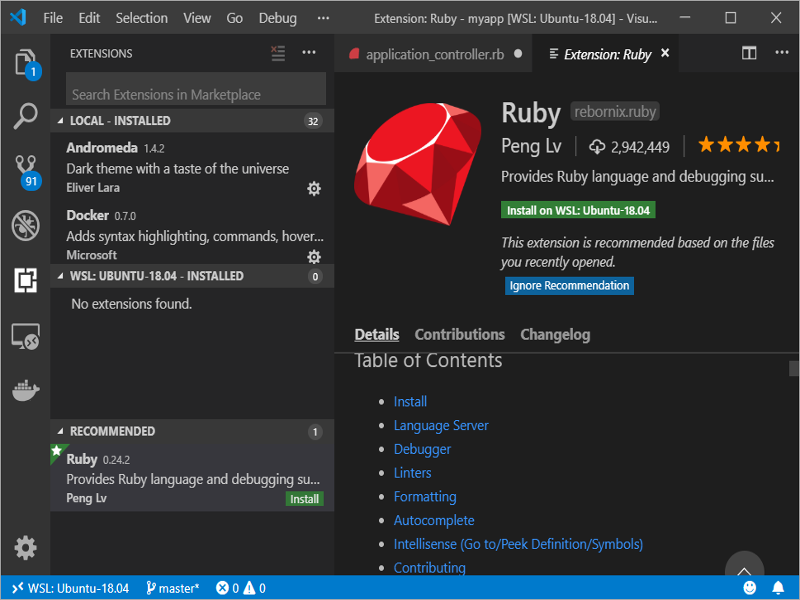 File Edit Selection View Go Debug ··· Extension: Ruby - myapp [WSL: Ubuntu-18.04] - Visu...
EXTENSIONS
application_controller.rb
Extension: Ruby
1
Search Extensions in Marketplace
LOCAL - INSTALLED 32
Andromeda 1.4.2
Dark theme with a taste of the universe
Eliver Lara
91
Docker 0.7.0
Adds syntax highlighting, commands, hover...
Microsoft
WSL: UBUNTU-18.04 - INSTALLED 0
No extensions found.
RECOMMENDED 1
Ruby 0.24.2
Provides Ruby language and debugging su...
Peng Lv Install
Ruby rebornix.ruby
Peng Lv 2,942,449
Provides Ruby language and debugging su...
Install on WSL: Ubuntu-18.04
This extension is recommended based on the files
you recently opened.
Ignore Recommendation
Details Contributions Changelog
Table of Contents
• Install
• Language Server
• Debugger
• Linters
• Formatting
• Autocomplete
• Intellisense (Go to/Peek Definition/Symbols)
• Contributing
WSL: Ubuntu-18.04 master* 0 0